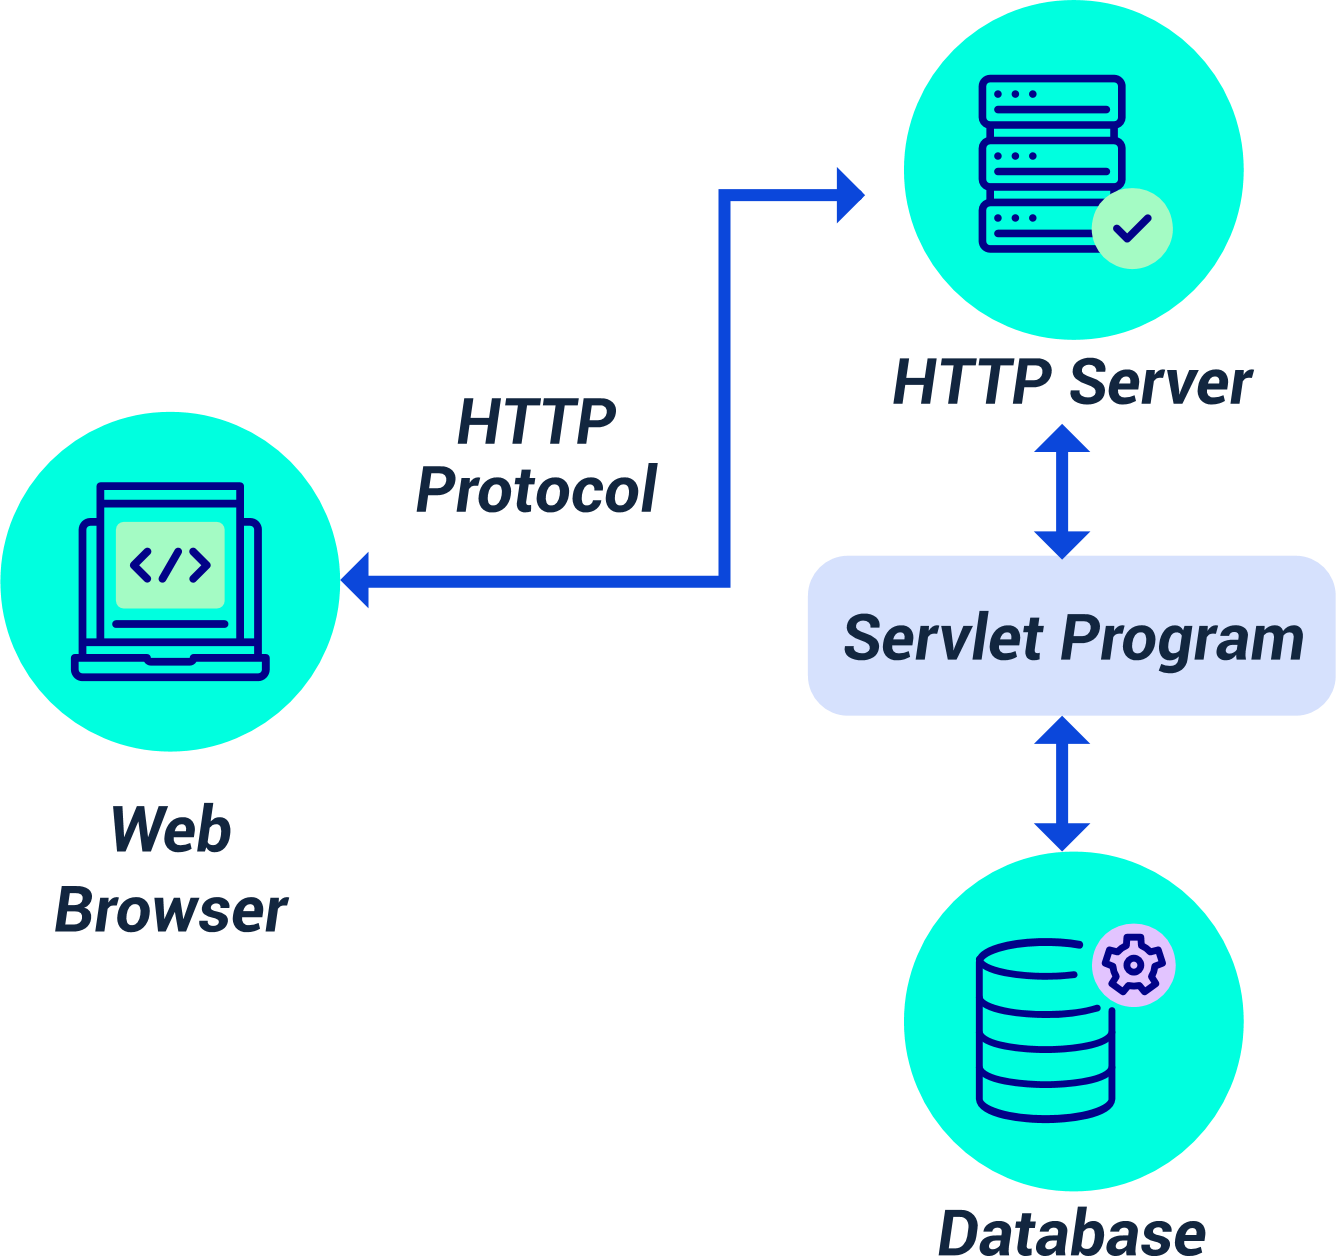 HTTP Server
HTTP
Protocol
</>
Servlet Program
Web
Browser
Database